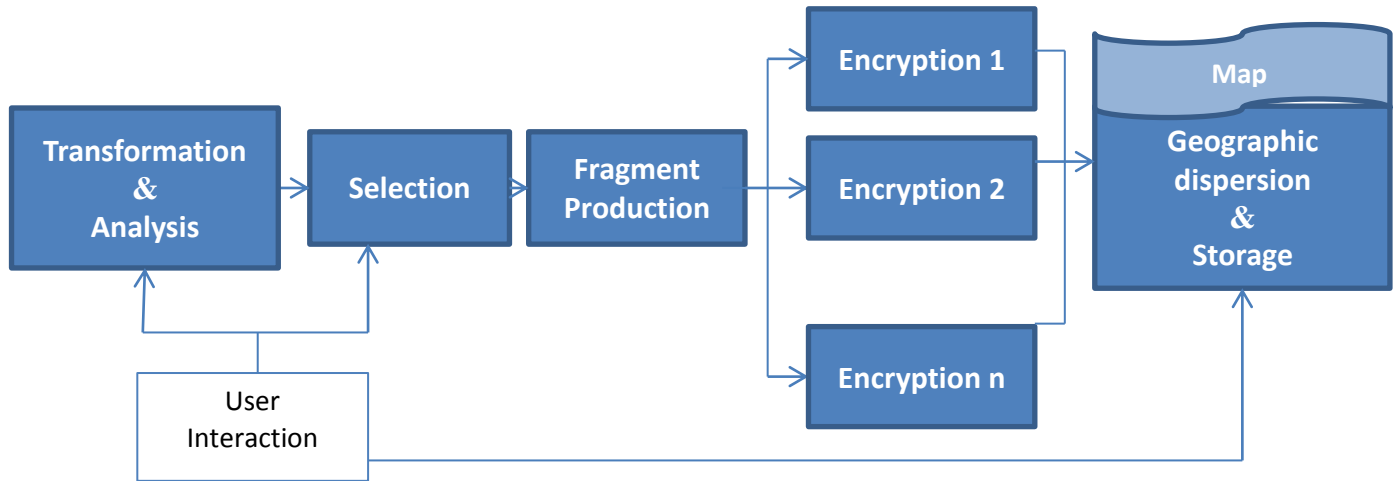 Transformation
&
Analysis
Selection
Fragment
Production
Encryption 1
Encryption 2
Encryption n
Map
Geographic
dispersion
&
Storage
User
Interaction